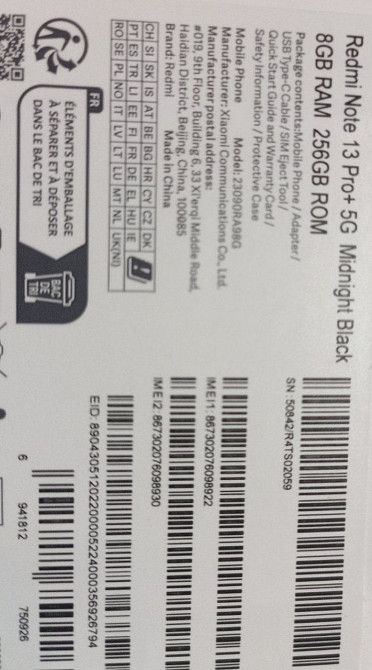 Redmi Note 13 Pro+ 5G Midnight Black
8GB RAM 256GB ROM
Package contents:Mobile Phone / Adapter /
USB Type-C Cable / SIM Eject Tool /
Quick Start Guide and Warranty Card /
Safety Information / Protective Case
Mobile Phone Model: 23090RA98G
Manufacturer: Xiaomi Communications Co., Ltd.
Manufacturer postal address:
#019, 9th Floor, Building 6, 33 Xi'erqi Middle Road,
Haidian District, Beijing, China, 100085
Brand: Redmi Made in China
CH SI SK IS AT BE BG HR CY CZ DK
PT ES TR LI EE FI FR DE EL HU IE
RO SE PL NO IT LV LT LU MT NL UK(NI)
FR
ÉLÉMENTS D'EMBALLAGE
À SÉPARER ET À DÉPOSER
DANS LE BAC DE TRI
BAC
DE
TRI
SN :50842/R4TS02059
IMEI1: 867302076098922
IMEI2: 867302076098930
EID: 89043051202200005224000356926794
6 941812 750926